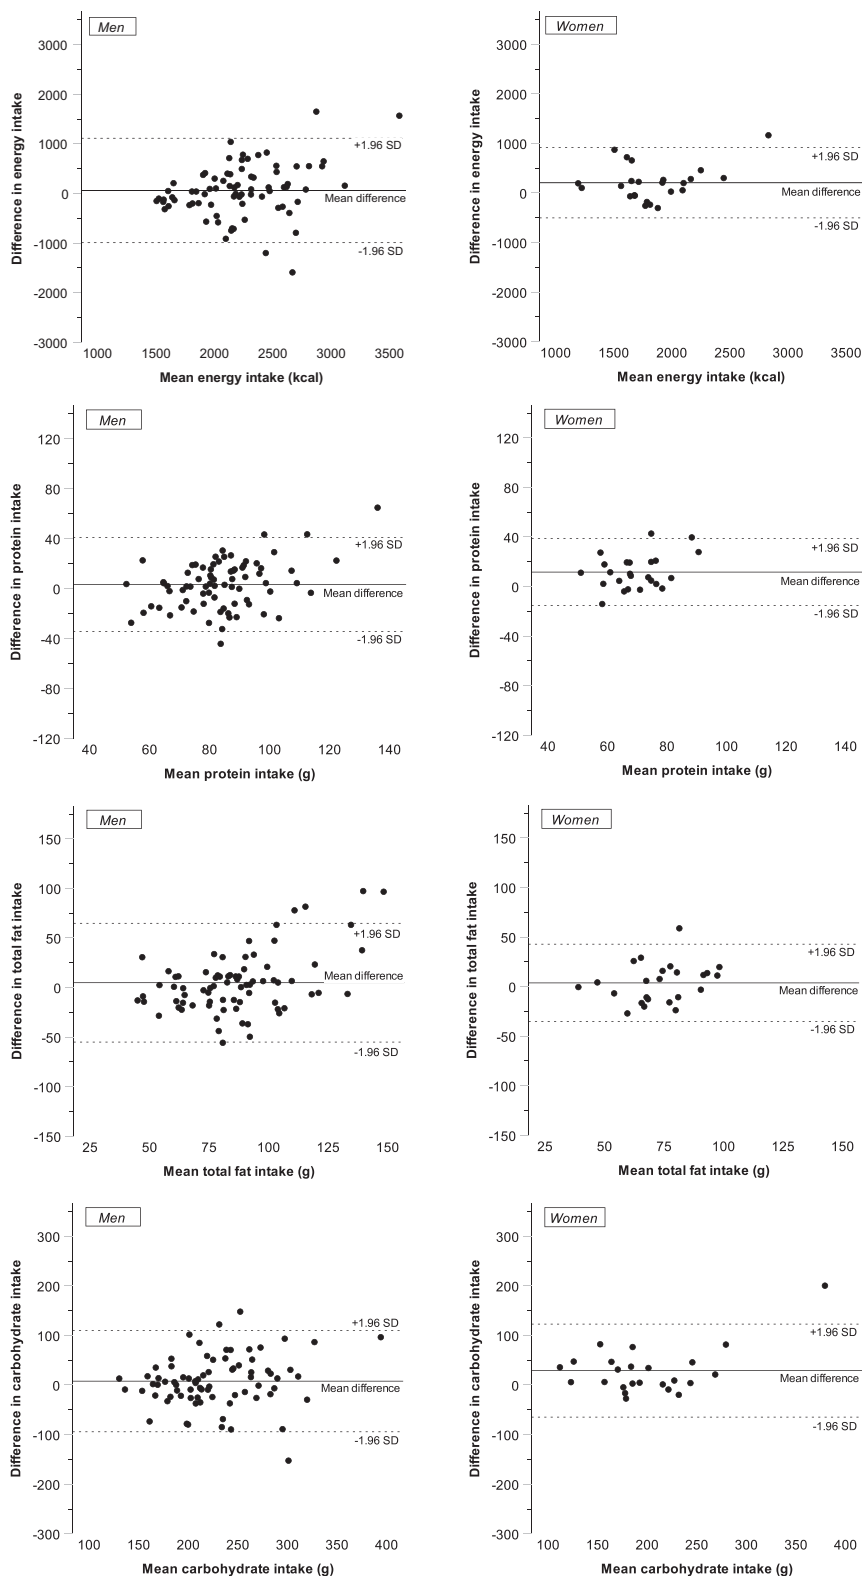 Men
3000
2000
1000
0
-1000
-2000
-3000
Difference in energy intake
+1.96 SD
Mean difference
-1.96 SD
1000 1500 2000 2500 3000 3500
Mean energy intake (kcal)
Women
3000
2000
1000
0
-1000
-2000
-3000
Difference in energy intake
+1.96 SD
Mean difference
-1.96 SD
1000 1500 2000 3000 3500
Mean energy intake (kcal)
Men
120
80
40
0
-40
-80
-120
Difference in protein intake
+1.96 SD
Mean difference
-1.96 SD
40 60 80 100 120 140
Mean protein intake (g)
Women
120
80
40
0
-40
-80
-120
Difference in protein intake
+1.96 SD
Mean difference
-1.96 SD
40 60 80 100 120 140
Mean protein intake (g)
Men
150
100
50
0
-50
-100
-150
Difference in total fat intake
+1.96 SD
Mean difference
-1.96 SD
25 50 75 100 125 150
Mean total fat intake (g)
Women
150
100
50
0
-50
-100
-150
Difference in total fat intake
+1.96 SD
Mean difference
-1.96 SD
25 50 75 100 125 150
Mean total fat intake (g)
Men
300
200
100
0
-100
-200
-300
Difference in carbohydrate intake
+1.96 SD
Mean difference
-1.96 SD
100 150 200 250 300 350 400
Mean carbohydrate intake (g)
Women
300
200
100
0
-100
-200
-300
Difference in carbohydrate intake
+1.96 SD
Mean difference
-1.96 SD
100 150 200 250 300 350 400
Mean carbohydrate intake (g)